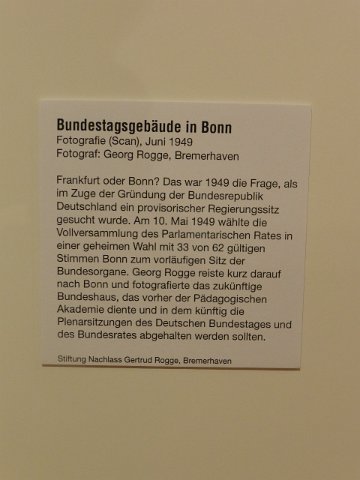 Bundestagsgebäude in Bonn
Fotografie (Scan), Juni 1949
Fotograf: Georg Rogge, Bremerhaven
Frankfurt oder Bonn? Das war 1949 die Frage, als
im Zuge der Gründung der Bundesrepublik
Deutschland ein provisorischer Regierungssitz
gesucht wurde. Am 10. Mai 1949 wählte die
Vollversammlung des Parlamentarischen Rates in
einer geheimen Wahl mit 33 von 62 gültigen
Stimmen Bonn zum vorläufigen Sitz der
Bundesorgane. Georg Rogge reiste kurz darauf
nach Bonn und fotografierte das zukünftige
Bundeshaus, das vorher der Pädagogischen
Akademie diente und in dem künftig die
Plenarsitzungen des Deutschen Bundestages und
des Bundesrates abgehalten werden sollten.
Stiftung Nachlass Gertrud Rogge, Bremerhaven